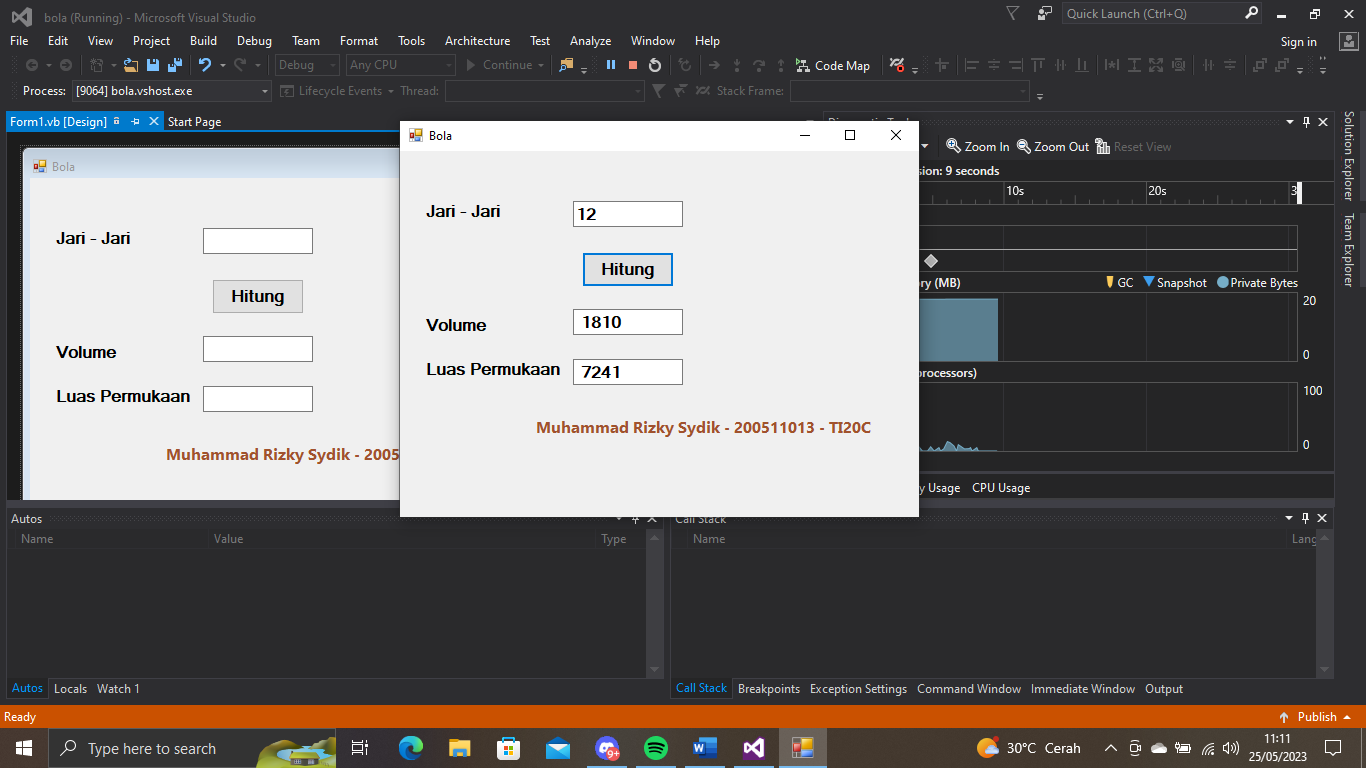 bola (Running) - Microsoft Visual Studio
Quick Launch (Ctrl+Q)
File Edit View Project Build Debug Team Format Tools Architecture Test Analyze Window Help
Sign in
Debug Any CPU Continue Code Map
Process: [9064] bola.vshost.exe Lifecycle Events Thread: Stack Frame:
Form1.vb [Design] Start Page
Bola
Jari - Jari
Hitung
Volume
Luas Permukaan
Muhammad Rizky Sydik - 2005
Bola
Jari - Jari 12
Hitung
Volume 1810
Luas Permukaan 7241
Muhammad Rizky Sydik - 200511013 - TI20C
Zoom In Zoom Out Reset View
sion: 9 seconds
10s 20s 3
ry (MB) GC Snapshot Private Bytes
20
0
rocessors)
100
0
y Usage CPU Usage
Solution Explorer
Team Explorer
Autos
Name Value Type
Autos Locals Watch 1
Call Stack
Name Lang
Call Stack Breakpoints Exception Settings Command Window Immediate Window Output
Ready
Publish
Type here to search
9+
W
30°C Cerah
11:11
25/05/2023